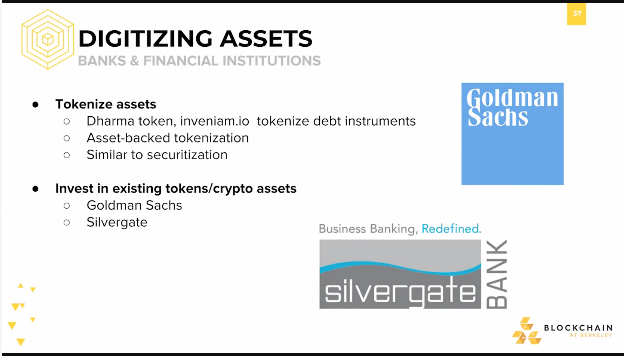 37
DIGITIZING ASSETS
BANKS & FINANCIAL INSTITUTIONS
● Tokenize assets
○ Dharma token, inveniam.io tokenize debt instruments
○ Asset-backed tokenization
○ Similar to securitization
● Invest in existing tokens/crypto assets
○ Goldman Sachs
○ Silvergate
Goldman
Sachs
Business Banking, Redefined.
silvergate
BANK
BLOCKCHAIN
AT BERKELEY